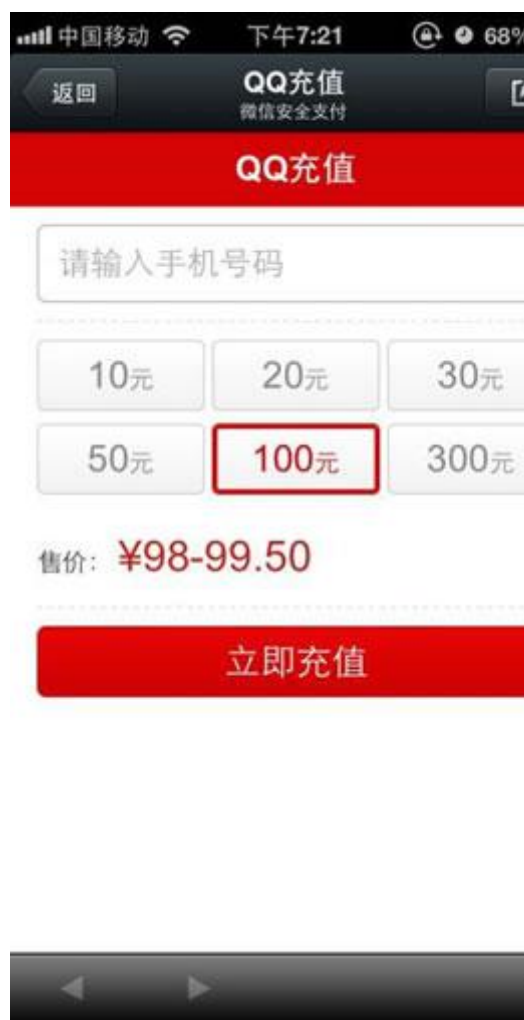 中国移动 下午7:21 68%
返回 QQ充值
微信安全支付
QQ充值
请输入手机号码
10元 20元 30元
50元 100元 300元
售价: ¥98-99.50
立即充值